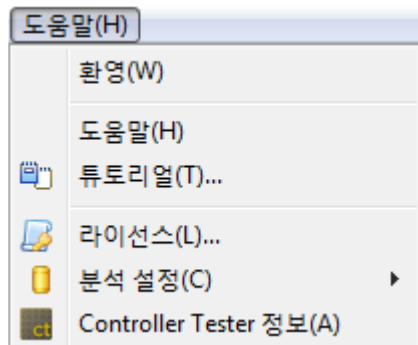 도움말(H)
환영(W)
도움말(H)
튜토리얼(T)...
라이선스(L)...
분석 설정(C)
ct Controller Tester 정보(A)